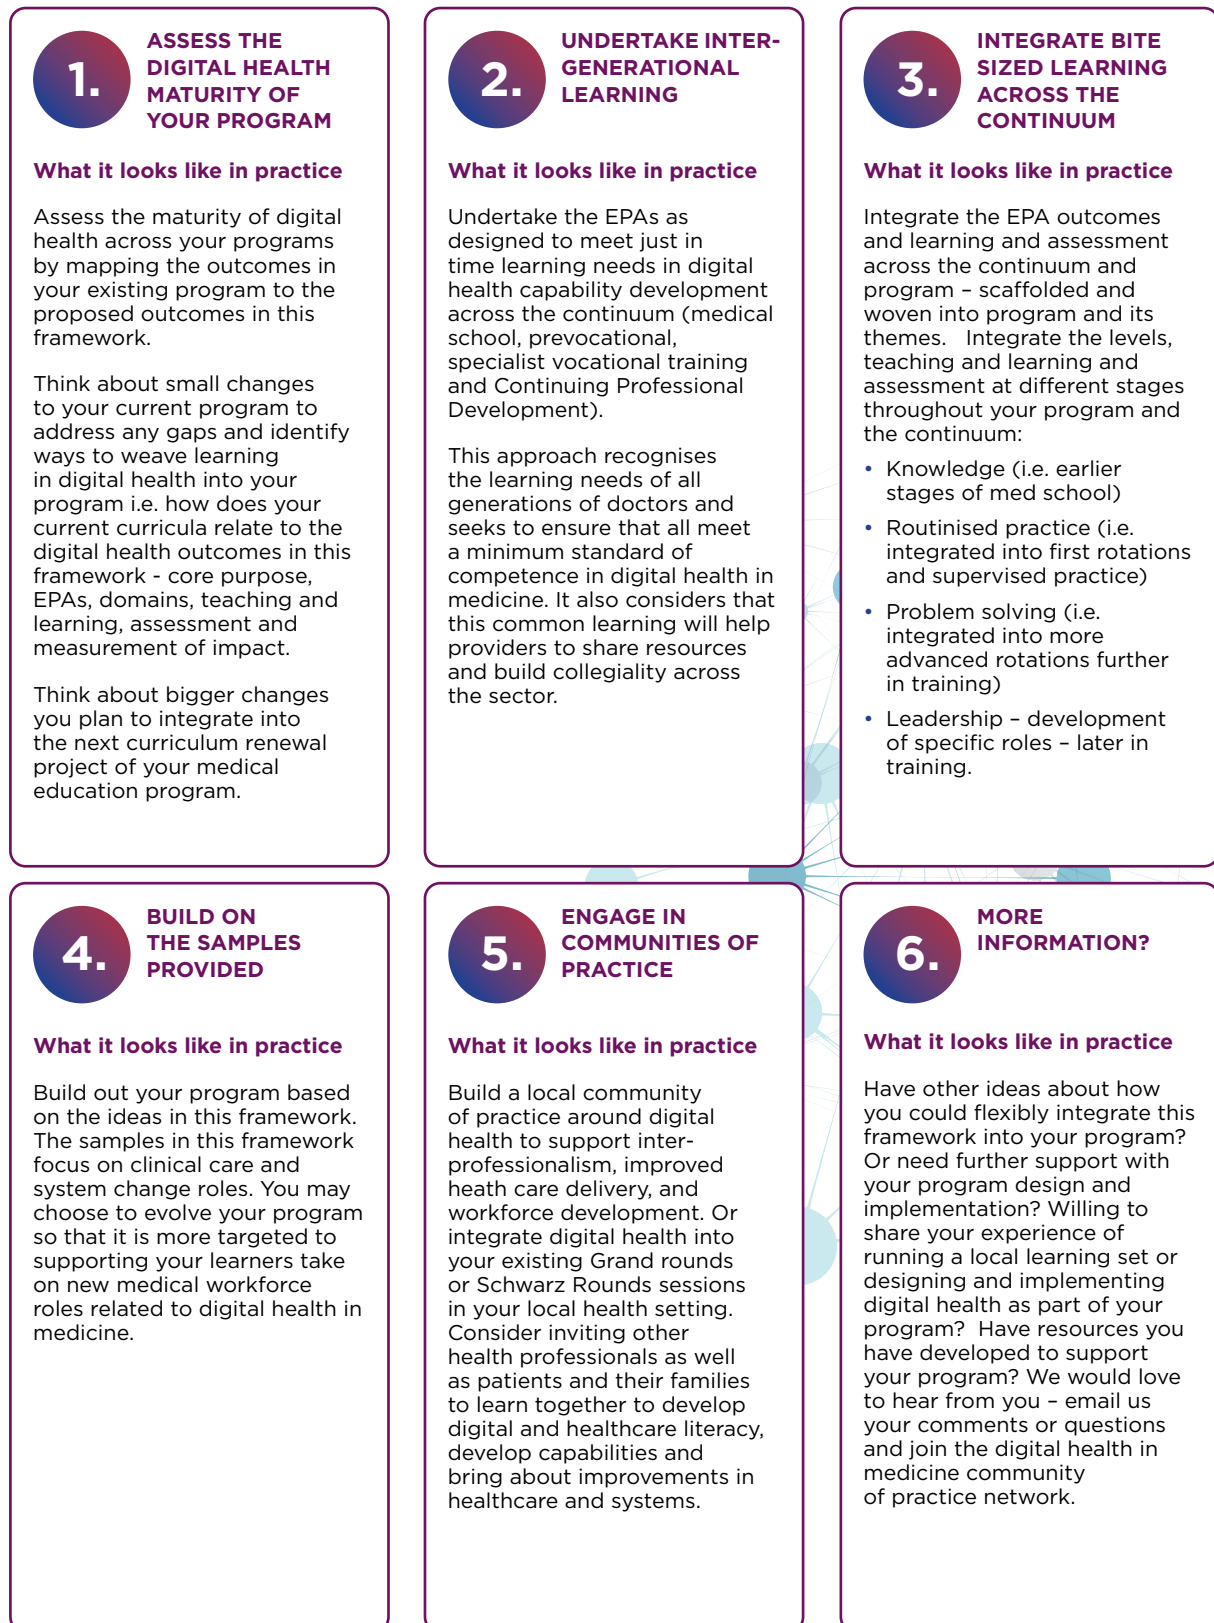 1.
ASSESS THE
DIGITAL HEALTH
MATURITY OF
YOUR PROGRAM
What it looks like in practice
Assess the maturity of digital
health across your programs
by mapping the outcomes in
your existing program to the
proposed outcomes in this
framework.
Think about small changes
to your current program to
address any gaps and identify
ways to weave learning
in digital health into your
program i.e. how does your
current curricula relate to the
digital health outcomes in this
framework - core purpose,
EPAs, domains, teaching and
learning, assessment and
measurement of impact.
Think about bigger changes
you plan to integrate into
the next curriculum renewal
project of your medical
education program.
2.
UNDERTAKE INTER-
GENERATIONAL
LEARNING
What it looks like in practice
Undertake the EPAs as
designed to meet just in
time learning needs in digital
health capability development
across the continuum (medical
school, prevocational,
specialist vocational training
and Continuing Professional
Development).
This approach recognises
the learning needs of all
generations of doctors and
seeks to ensure that all meet
a minimum standard of
competence in digital health in
medicine. It also considers that
this common learning will help
providers to share resources
and build collegiality across
the sector.
3.
INTEGRATE BITE
SIZED LEARNING
ACROSS THE
CONTINUUM
What it looks like in practice
Integrate the EPA outcomes
and learning and assessment
across the continuum and
program – scaffolded and
woven into program and its
themes.   Integrate the levels,
teaching and learning and
assessment at different stages
throughout your program and
the continuum:
• Knowledge (i.e. earlier
stages of med school)
• Routinised practice (i.e.
integrated into first rotations
and supervised practice)
• Problem solving (i.e.
integrated into more
advanced rotations further
in training)
• Leadership – development
of specific roles – later in
training.
4.
BUILD ON
THE SAMPLES
PROVIDED
What it looks like in practice
Build out your program based
on the ideas in this framework.
The samples in this framework
focus on clinical care and
system change roles. You may
choose to evolve your program
so that it is more targeted to
supporting your learners take
on new medical workforce
roles related to digital health in
medicine.
5.
ENGAGE IN
COMMUNITIES OF
PRACTICE
What it looks like in practice
Build a local community
of practice around digital
health to support inter-
professionalism, improved
heath care delivery, and
workforce development. Or
integrate digital health into
your existing Grand rounds
or Schwarz Rounds sessions
in your local health setting.
Consider inviting other
health professionals as well
as patients and their families
to learn together to develop
digital and healthcare literacy,
develop capabilities and
bring about improvements in
healthcare and systems.
6.
MORE
INFORMATION?
What it looks like in practice
Have other ideas about how
you could flexibly integrate this
framework into your program?
Or need further support with
your program design and
implementation? Willing to
share your experience of
running a local learning set or
designing and implementing
digital health as part of your
program?  Have resources you
have developed to support
your program? We would love
to hear from you – email us
your comments or questions
and join the digital health in
medicine community
of practice network.